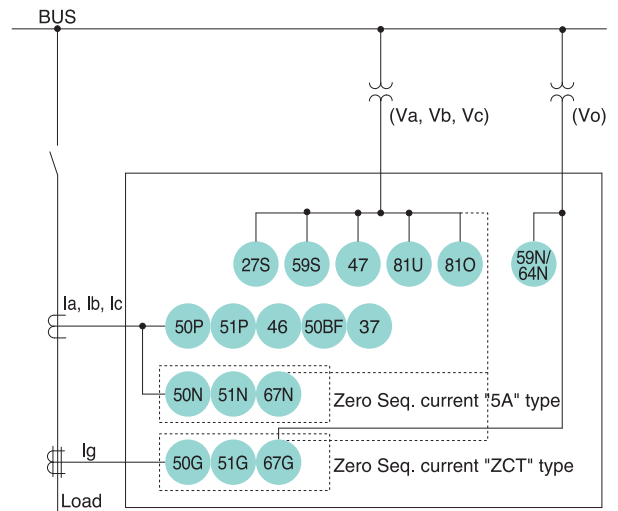 BUS
(Va, Vb, Vc)
(Vo)
27S 59S 47 81U 81O
59N/
64N
Ia, Ib, Ic
50P 51P 46 50BF 37
50N 51N 67N
Zero Seq. current "5A" type
Ig
50G 51G 67G
Zero Seq. current "ZCT" type
Load